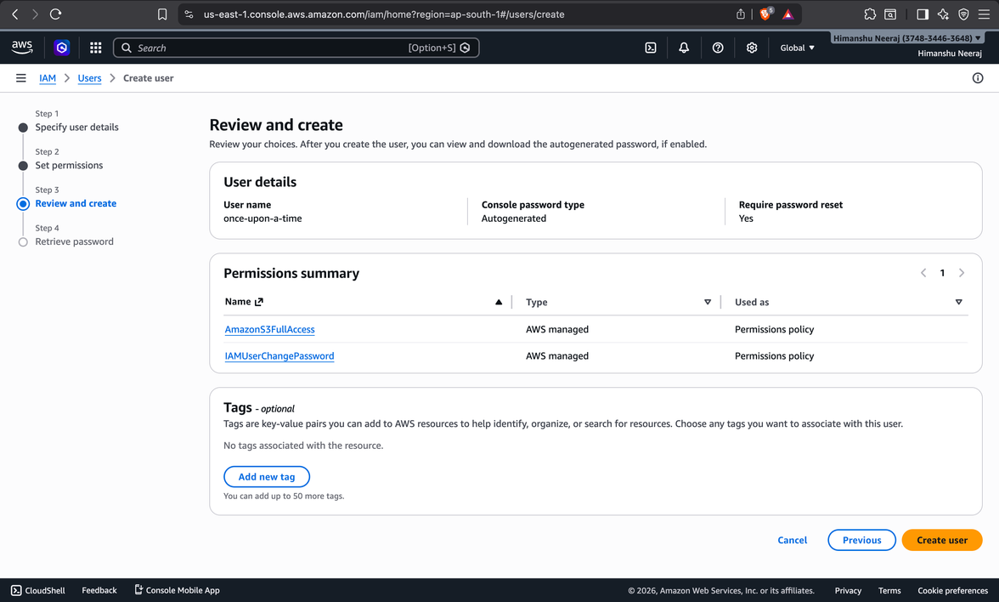 us-east-1.console.aws.amazon.com/iam/home?region=ap-south-1#/users/create
5
aws
Search
[Option+S]
Global
Himanshu Neeraj (3748-3446-3648)
Himanshu Neeraj
IAM
Users
Create user
Step 1
Specify user details
Step 2
Set permissions
Step 3
Review and create
Step 4
Retrieve password
Review and create
Review your choices. After you create the user, you can view and download the autogenerated password, if enabled.
User details
User name
once-upon-a-time
Console password type
Autogenerated
Require password reset
Yes
Permissions summary
1
Name
Type
Used as
AmazonS3FullAccess
AWS managed
Permissions policy
IAMUserChangePassword
AWS managed
Permissions policy
Tags - optional
Tags are key-value pairs you can add to AWS resources to help identify, organize, or search for resources. Choose any tags you want to associate with this user.
No tags associated with the resource.
Add new tag
You can add up to 50 more tags.
Cancel
Previous
Create user
CloudShell
Feedback
Console Mobile App
© 2026, Amazon Web Services, Inc. or its affiliates.
Privacy
Terms
Cookie preferences